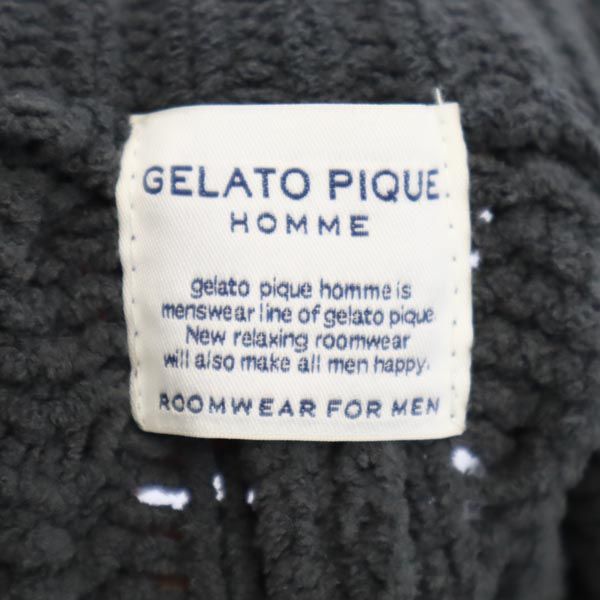 GELATO PIQUE
HOMME
gelato pique homme is
menswear line of gelato pique.
New relaxing roomwear
will also make all men happy.
ROOMWEAR FOR MEN